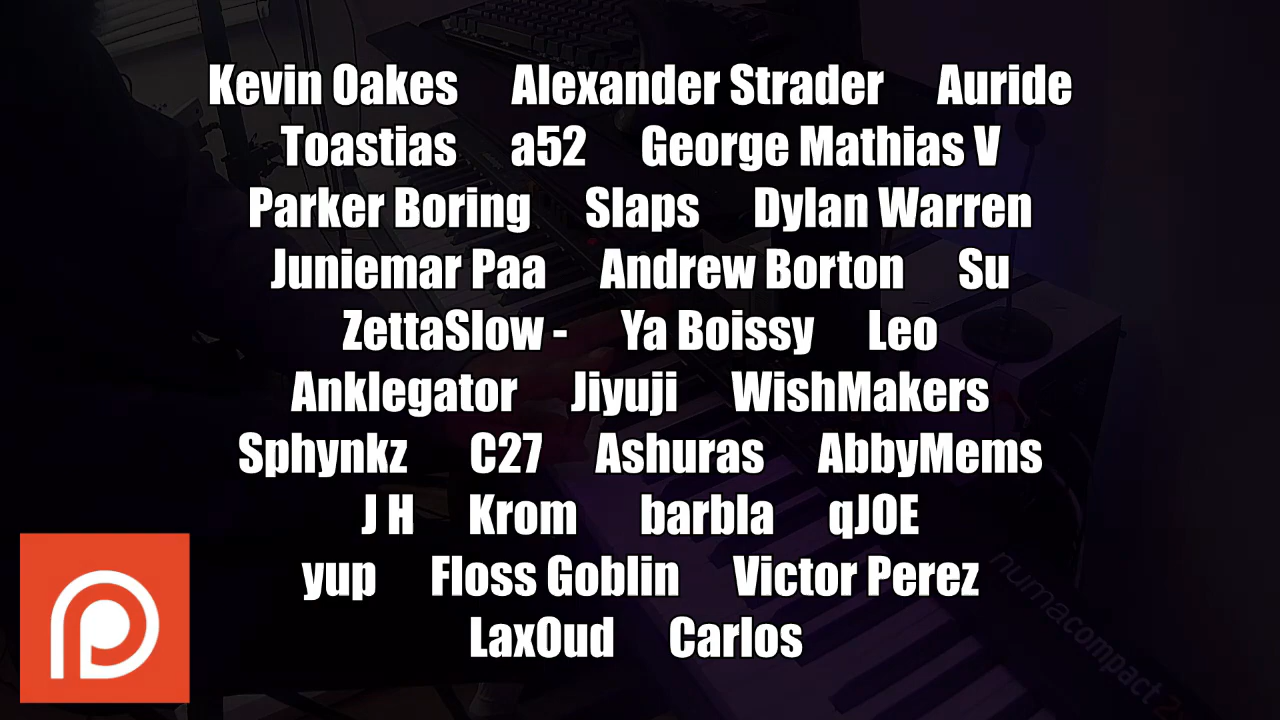 Kevin Oakes Alexander Strader Auride
Toastias a52 George Mathias V
Parker Boring Slaps Dylan Warren
Juniemar Paa Andrew Borton Su
ZettaSlow - Ya Boissy Leo
Anklegator Jiyuji WishMakers
Sphynkz C27 Ashuras AbbyMems
J H Krom barbla qJOE
yup Floss Goblin Victor Perez
LaxOud Carlos
numacompact 2